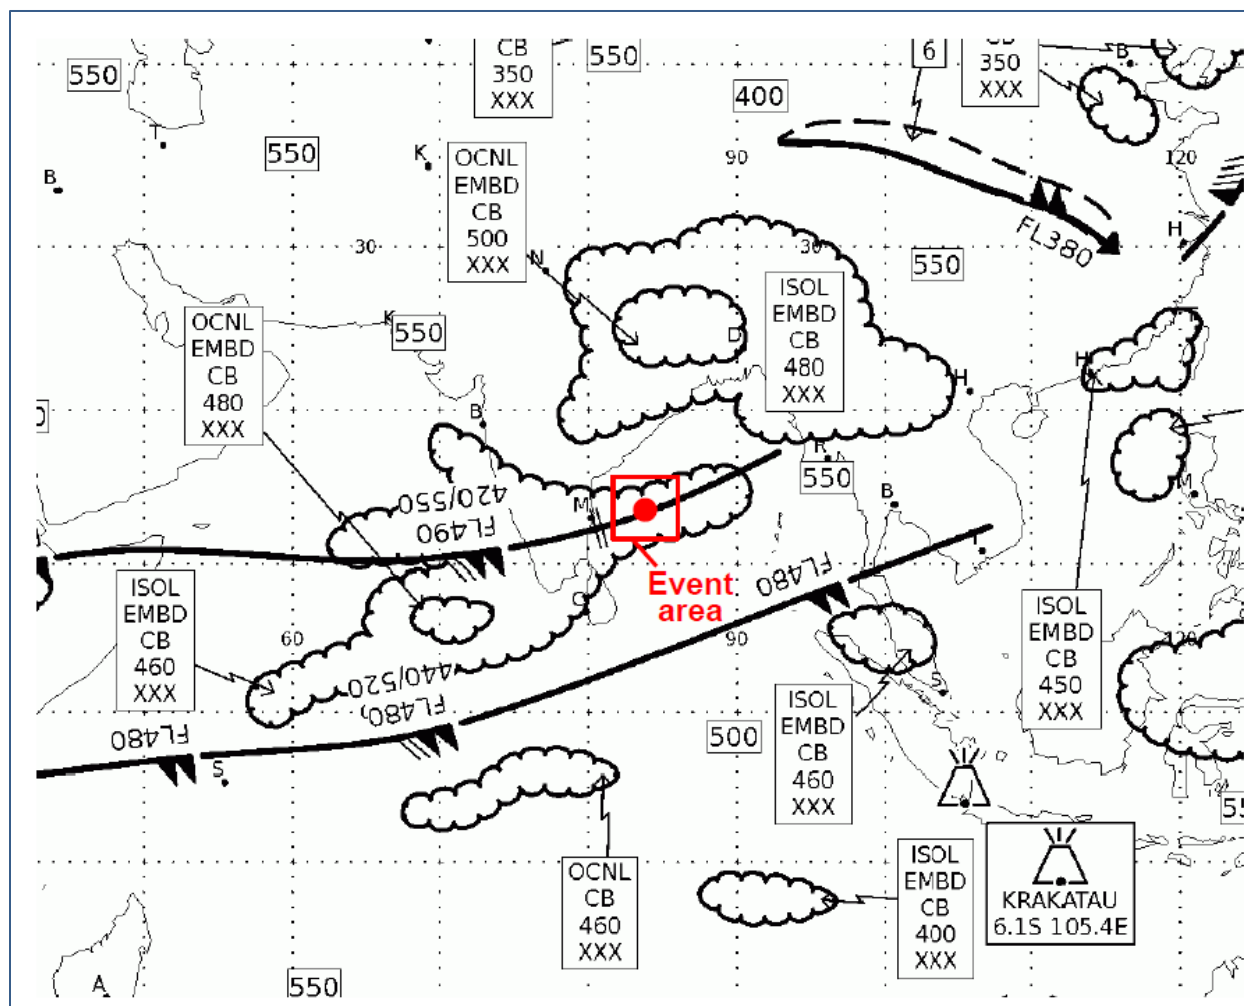 CB
350
XXX
550
6
CB
350
XXX
B
550
400
T
550
K
90
120
B
OCNL
EMBD
CB
500
XXX
N
30
30
FL380
H
550
ISOL
EMBD
CB
480
XXX
OCNL
EMBD
CB
480
XXX
K
550
D
T
H
H
B
R
550
420/550
FL490
M
B
M
T
Event
area
FL480
ISOL
EMBD
CB
460
XXX
C
60
90
120
ISOL
EMBD
CB
450
XXX
440/520
FL480,
FL480
S
S
ISOL
EMBD
CB
460
XXX
500
OCNL
CB
460
XXX
ISOL
EMBD
CB
400
XXX
KRAKATAU
6.1S 105.4E
A
550